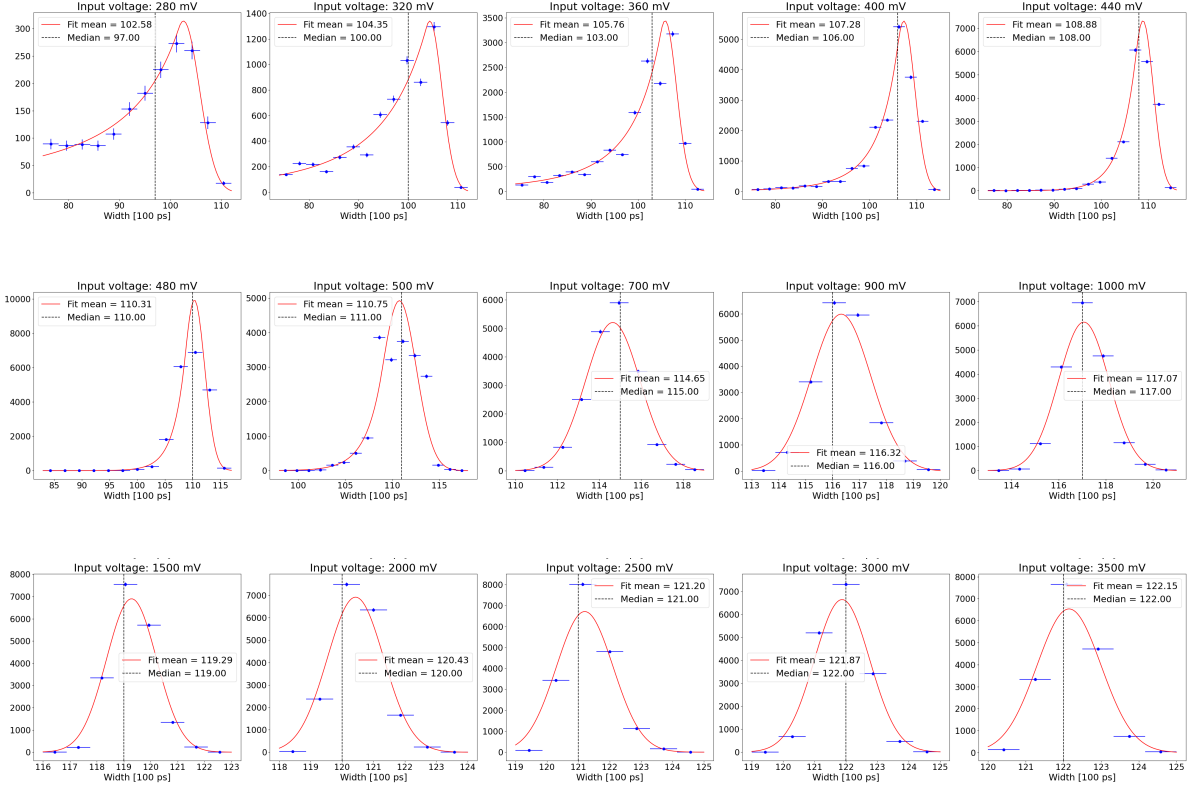 Input voltage: 280 mV
Fit mean = 102.58
Median = 97.00
300
250
200
150
100
50
0
80 90 100 110
Width [100 ps]
Input voltage: 320 mV
Fit mean = 104.35
Median = 100.00
1400
1200
1000
800
600
400
200
0
80 90 100 110
Width [100 ps]
Input voltage: 360 mV
Fit mean = 105.76
Median = 103.00
3500
3000
2500
2000
1500
1000
500
0
80 90 100 110
Width [100 ps]
Input voltage: 400 mV
Fit mean = 107.28
Median = 106.00
5000
4000
3000
2000
1000
0
80 90 100 110
Width [100 ps]
Input voltage: 440 mV
Fit mean = 108.88
Median = 108.00
7000
6000
5000
4000
3000
2000
1000
0
80 90 100 110
Width [100 ps]
Input voltage: 480 mV
Fit mean = 110.31
Median = 110.00
10000
8000
6000
4000
2000
0
85 90 95 100 105 110 115
Width [100 ps]
Input voltage: 500 mV
Fit mean = 110.75
Median = 111.00
5000
4000
3000
2000
1000
0
100 105 110 115
Width [100 ps]
Input voltage: 700 mV
Fit mean = 114.65
Median = 115.00
6000
5000
4000
3000
2000
1000
0
110 112 114 116 118
Width [100 ps]
Input voltage: 900 mV
Fit mean = 116.32
Median = 116.00
6000
5000
4000
3000
2000
1000
0
113 114 115 116 117 118 119 120
Width [100 ps]
Input voltage: 1000 mV
Fit mean = 117.07
Median = 117.00
7000
6000
5000
4000
3000
2000
1000
0
114 116 118 120
Width [100 ps]
Input voltage: 1500 mV
Fit mean = 119.29
Median = 119.00
8000
7000
6000
5000
4000
3000
2000
1000
0
116 117 118 119 120 121 122 123
Width [100 ps]
Input voltage: 2000 mV
Fit mean = 120.43
Median = 120.00
7000
6000
5000
4000
3000
2000
1000
0
118 119 120 121 122 123 124
Width [100 ps]
Input voltage: 2500 mV
Fit mean = 121.20
Median = 121.00
8000
7000
6000
5000
4000
3000
2000
1000
0
119 120 121 122 123 124 125
Width [100 ps]
Input voltage: 3000 mV
Fit mean = 121.87
Median = 122.00
7000
6000
5000
4000
3000
2000
1000
0
119 120 121 122 123 124 125
Width [100 ps]
Input voltage: 3500 mV
Fit mean = 122.15
Median = 122.00
8000
7000
6000
5000
4000
3000
2000
1000
0
120 121 122 123 124 125
Width [100 ps]